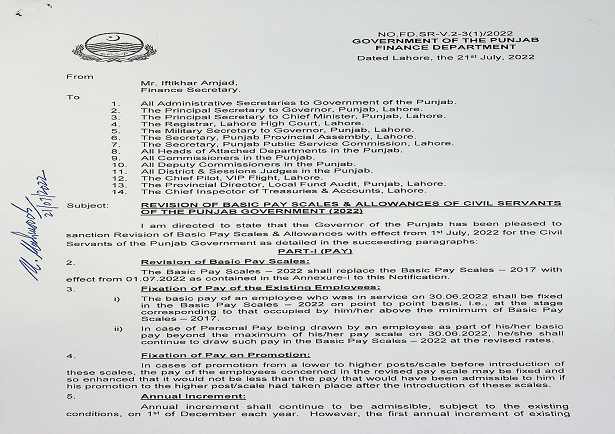 NO.FD.SR-V.2-3(1)/2022
GOVERNMENT OF THE PUNJAB
FINANCE DEPARTMENT
Dated Lahore, the 21st July, 2022
From
Mr. Iftikhar Amjad,
Finance Secretary.
To
1. All Administrative Secretaries to Government of the Punjab.
2. The Principal Secretary to Governor, Punjab, Lahore.
3. The Principal Secretary to Chief Minister, Punjab, Lahore.
4. The Registrar, Lahore High Court, Lahore.
5. The Military Secretary to Governor, Punjab, Lahore.
6. The Secretary, Punjab Provincial Assembly, Lahore.
7. The Secretary, Punjab Public Service Commission, Lahore.
8. All Heads of Attached Departments in the Punjab.
9. All Commissioners in the Punjab.
10. All Deputy Commissioners in the Punjab.
11. All District & Sessions Judges in the Punjab.
12. The Chief Pilot, VIP Flight, Lahore.
13. The Provincial Director, Local Fund Audit, Punjab, Lahore.
14. The Chief Inspector of Treasuries & Accounts, Lahore.
21/07/2022
Subject: REVISION OF BASIC PAY SCALES & ALLOWANCES OF CIVIL SERVANTS
OF THE PUNJAB GOVERNMENT (2022)
I am directed to state that the Governor of the Punjab has been pleased to
sanction Revision of Basic Pay Scales & Allowances with effect from 1st July, 2022 for the Civil
Servants of the Punjab Government as detailed in the succeeding paragraphs:
PART-I (PAY)
2. Revision of Basic Pay Scales:
The Basic Pay Scales – 2022 shall replace the Basic Pay Scales – 2017 with
effect from 01.07.2022 as contained in the Annexure-I to this Notification.
3. Fixation of Pay of the Existing Employees:
i) The basic pay of an employee who was in service on 30.06.2022 shall be fixed
in the Basic Pay Scales – 2022 on point to point basis, i.e., at the stage
corresponding to that occupied by him/her above the minimum of Basic Pay
Scales – 2017.
ii) In case of Personal Pay being drawn by an employee as part of his/her basic
pay beyond the maximum of his/her pay scale on 30.06.2022, he/she shall
continue to draw such pay in the Basic Pay Scales – 2022 at the revised rates.
4. Fixation of Pay on Promotion:
In cases of promotion from a lower to higher posts/scale before introduction of
these scales, the pay of the employees concerned in the revised pay scale may be fixed and
so enhanced that it would not be less than the pay that would have been admissible to him if
his promotion to the higher post/scale had taken place after the introduction of these scales.
5. Annual Increment:
Annual increment shall continue to be admissible, subject to the existing
conditions, on 1st of December each year. However, the first annual increment of existing